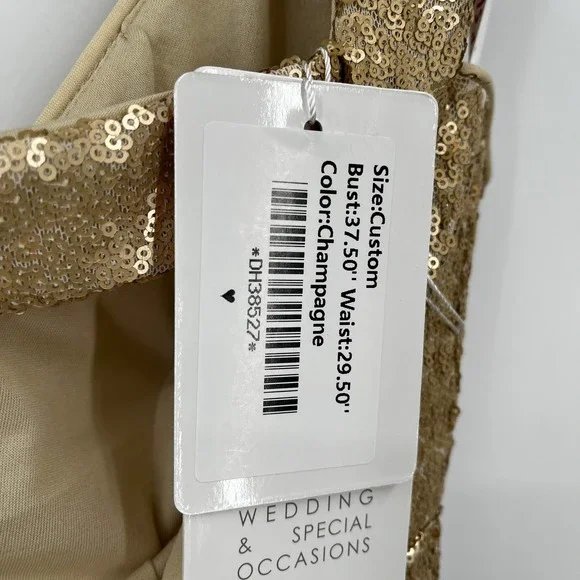 Size:Custom
Bust:37.50'' Waist:29.50''
Color:Champagne
*DH38527*
WEDDING
& SPECIAL
OCCASIONS